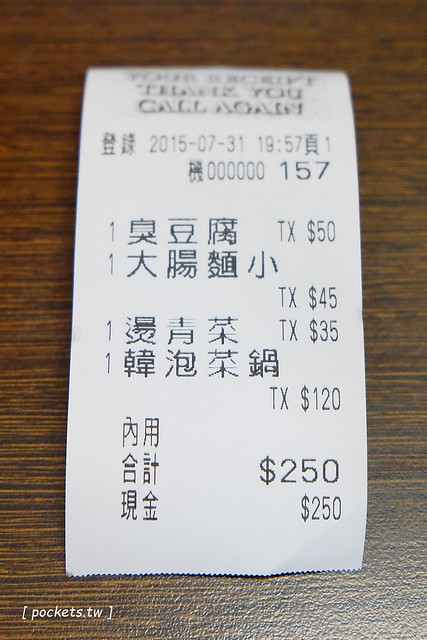 YOUR RECEIPT
THANK YOU
CALL AGAIN
登錄 2015-07-31 19:57頁1
機000000 157
1 臭豆腐 TX $50
1 大腸麵小
TX $45
1 燙青菜 TX $35
1 韓泡菜鍋
TX $120
內用
合計 $250
現金 $250
[ pockets.tw ]